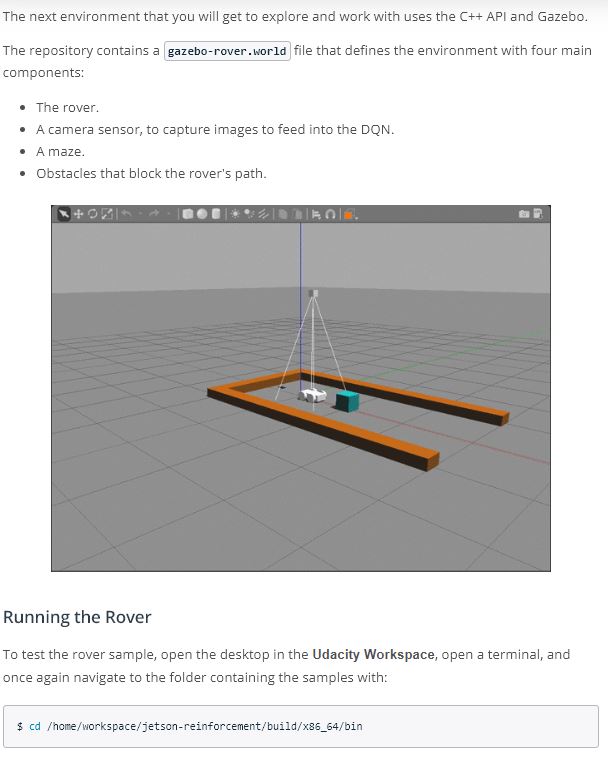 The next environment that you will get to explore and work with uses the C++ API and Gazebo.
The repository contains a gazebo-rover.world file that defines the environment with four main
components:
• The rover.
• A camera sensor, to capture images to feed into the DQN.
• A maze.
• Obstacles that block the rover's path.
Running the Rover
To test the rover sample, open the desktop in the Udacity Workspace, open a terminal, and
once again navigate to the folder containing the samples with:
$ cd /home/workspace/jetson-reinforcement/build/x86_64/bin